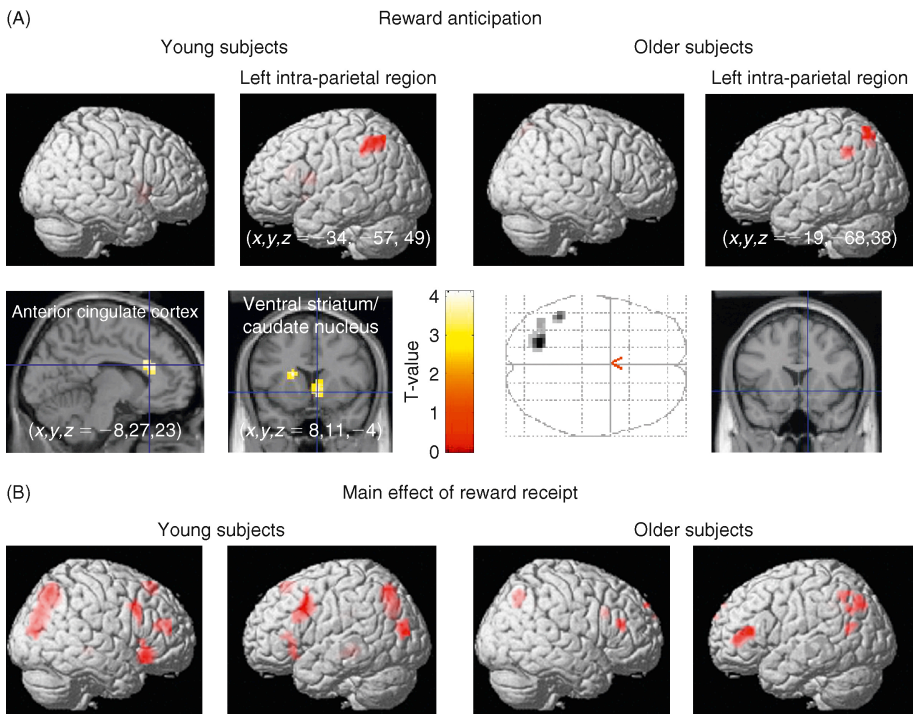 (A)
Reward anticipation
Young subjects
Older subjects
Left intra-parietal region
Left intra-parietal region
(x,y,z=−34, −57, 49)
(x,y,z=−19,−68,38)
Anterior cingulate cortex
(x,y,z = −8,27,23)
Ventral striatum/
caudate nucleus
(x,y,z = 8,11,−4)
T-value
4
3
2
1
0
(B)
Main effect of reward receipt
Young subjects
Older subjects